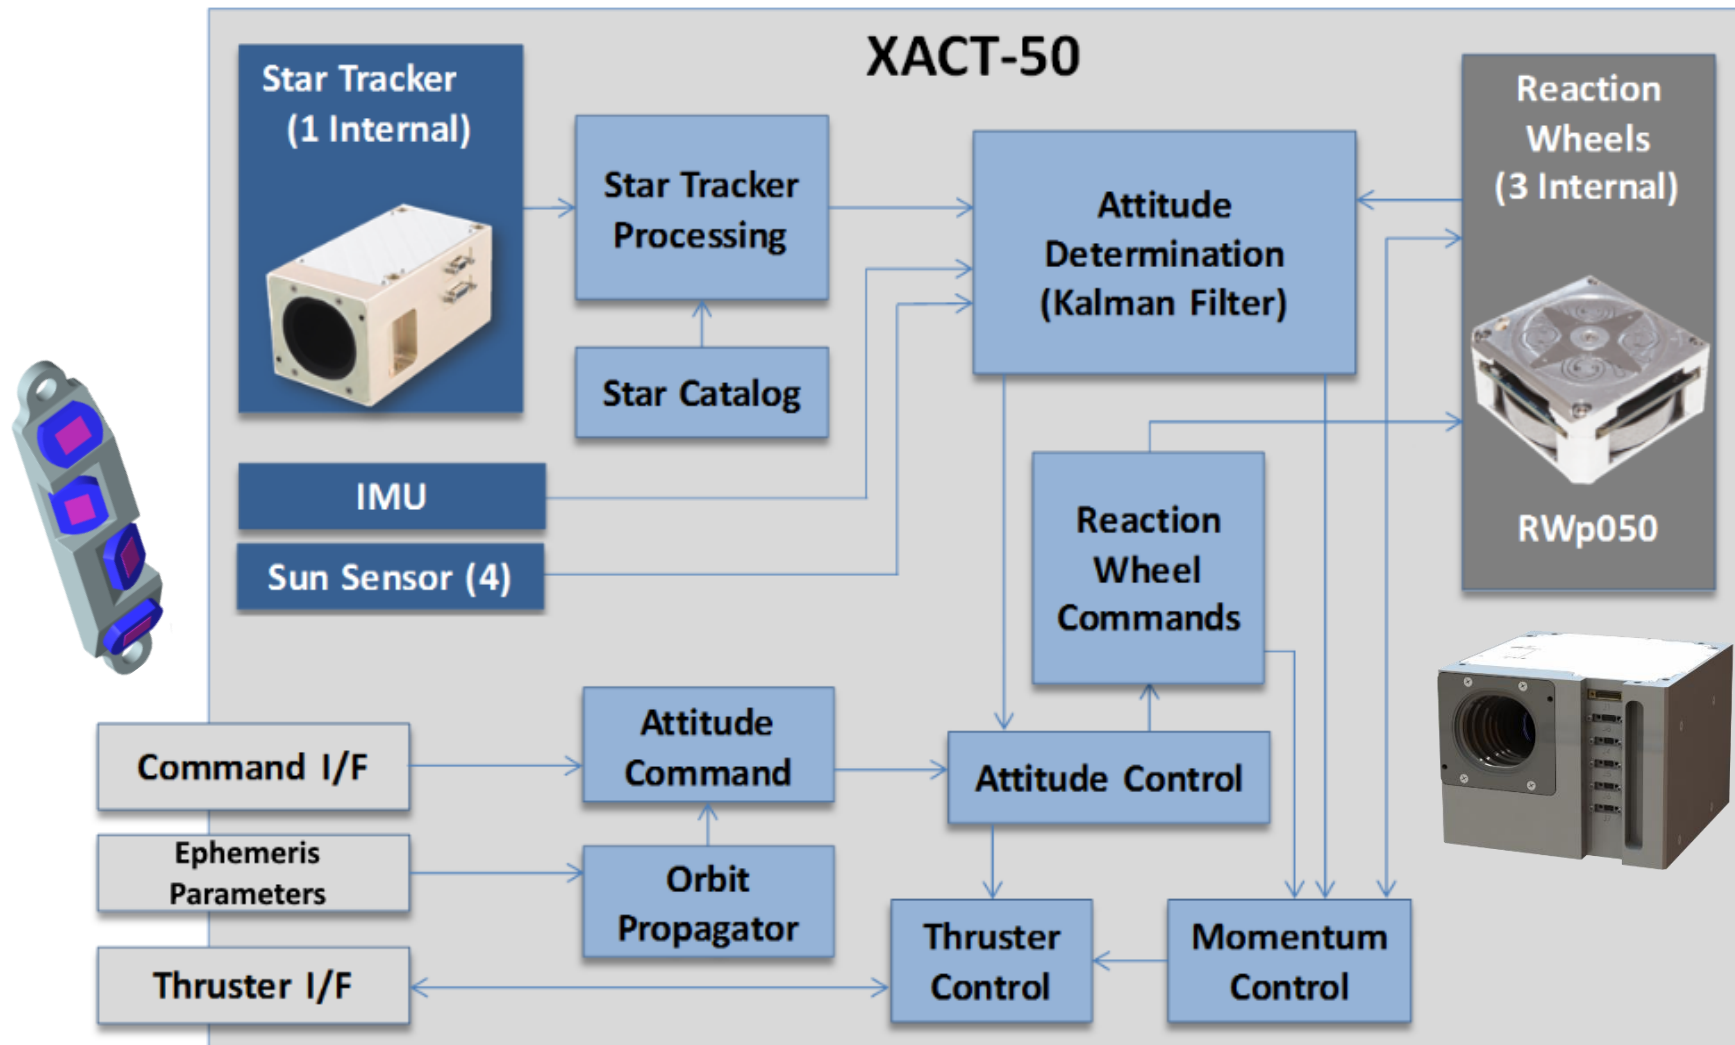 XACT-50
Star Tracker
(1 Internal)
Star Tracker
Processing
Star Catalog
IMU
Sun Sensor (4)
Attitude
Determination
(Kalman Filter)
Reaction
Wheels
(3 Internal)
RWp050
Reaction
Wheel
Commands
Command I/F
Attitude
Command
Attitude Control
Ephemeris
Parameters
Orbit
Propagator
Thruster I/F
Thruster
Control
Momentum
Control